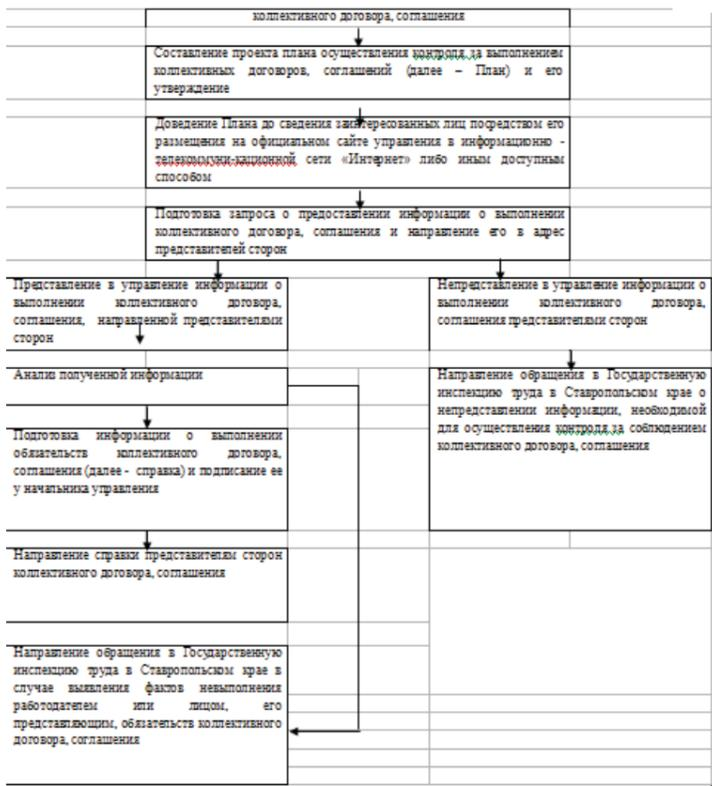 коллективного договора, соглашения
Составление проекта плана осуществления контроля за выполнением
коллективных договоров, соглашений (далее – План) и его
утверждение
Доведение Плана до сведения заинтересованных лиц посредством его
размещения на официальном сайте управления в информационно -
телекоммуни-кационной сети «Интернет» либо иным доступным
способом
Подготовка запроса о предоставлении информации о выполнении
коллективного договора, соглашения и направление его в адрес
представителей сторон
Представление в управление информации о
выполнении коллективного договора,
соглашения, направленной представителями
сторон
Непредставление в управление информации о
выполнении коллективного договора,
соглашения представителями сторон
Анализ полученной информации
Направление обращения в Государственную
инспекцию труда в Ставропольском крае о
непредставлении информации, необходимой
для осуществления контроля за соблюдением
коллективного договора, соглашения
Подготовка информации о выполнении
обязательств коллективного договора,
соглашения (далее - справка) и подписание ее
у начальника управления
Направление справки представителям сторон
коллективного договора, соглашения
Направление обращения в Государственную
инспекцию труда в Ставропольском крае в
случае выявления фактов невыполнения
работодателем или лицом, его
представляющим, обязательств коллективного
договора, соглашения